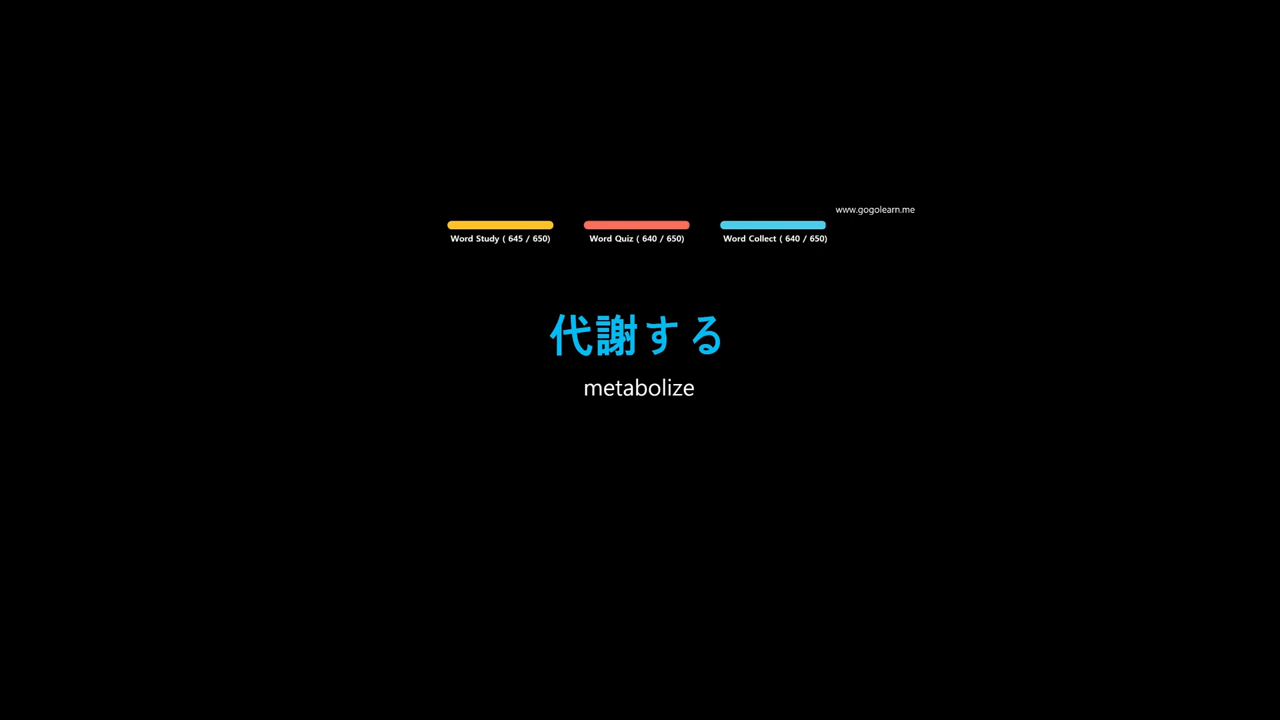 www.gogolearn.me
Word Study ( 645 / 650)
Word Quiz ( 640 / 650)
Word Collect ( 640 / 650)
代謝する
metabolize